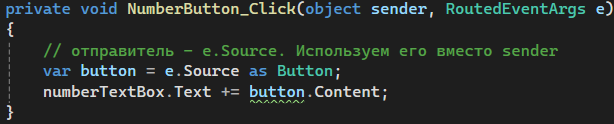 private void NumberButton_Click(object sender, RoutedEventArgs e)
{
// отправитель - e.Source. Используем его вместо sender
var button = e.Source as Button;
numberTextBox.Text += button.Content;
}